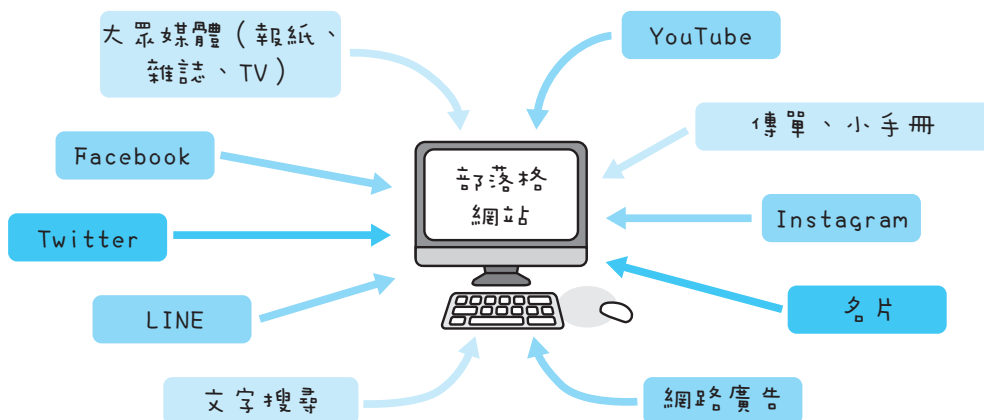 大眾媒體(報紙、
雜誌、TV)
YouTube
傳單、小手冊
Facebook
部落格
網站
Instagram
Twitter
名片
LINE
文字搜尋
網路廣告